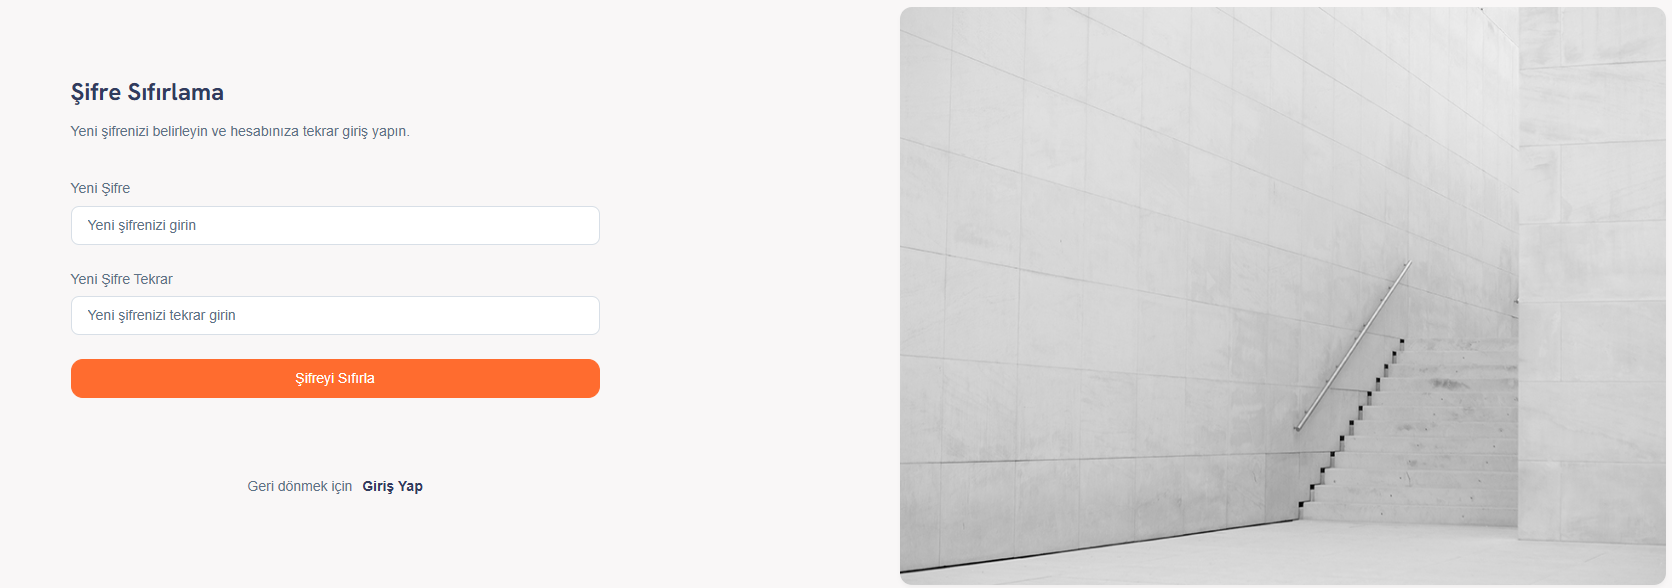 Şifre Sıfırlama
Yeni şifrenizi belirleyin ve hesabınıza tekrar giriş yapın.
Yeni Şifre
Yeni şifrenizi girin
Yeni Şifre Tekrar
Yeni şifrenizi tekrar girin
Şifreyi Sıfırla
Geri dönmek için Giriş Yap